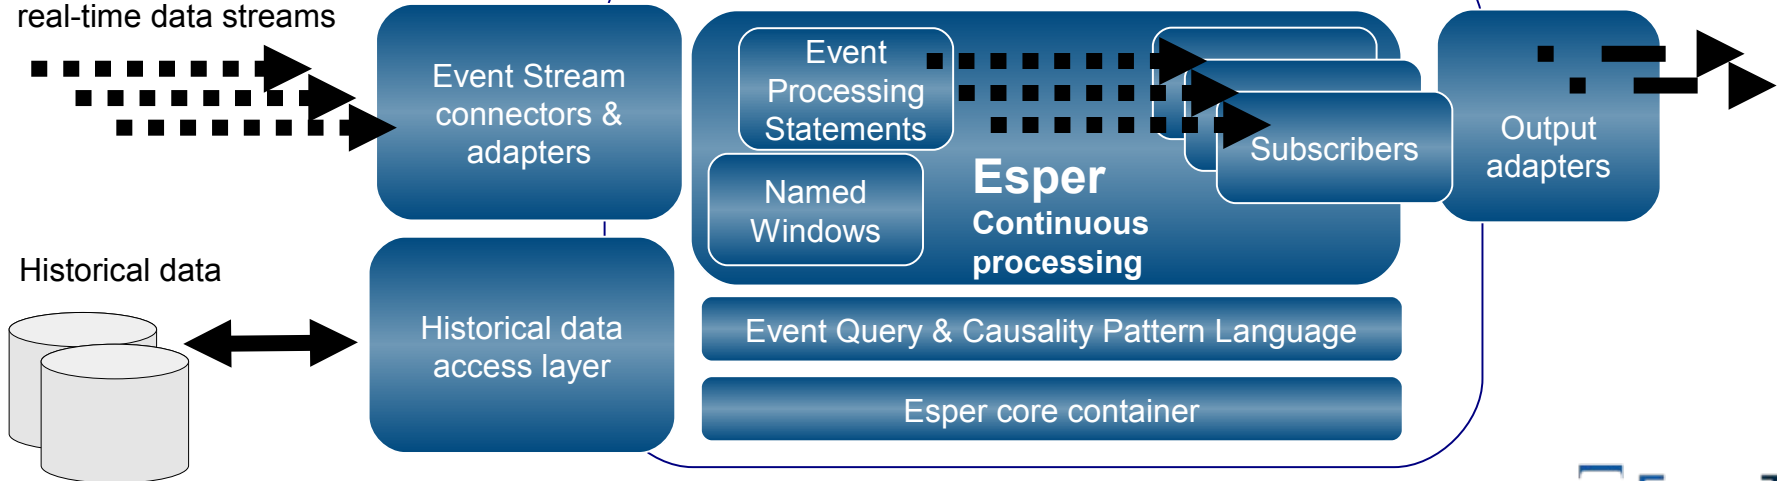 real-time data streams
Event Stream
connectors &
adapters
Event
Processing
Statements
Named
Windows
Esper
Continuous
processing
Subscribers
Output
adapters
Historical data
Historical data
access layer
Event Query & Causality Pattern Language
Esper core container